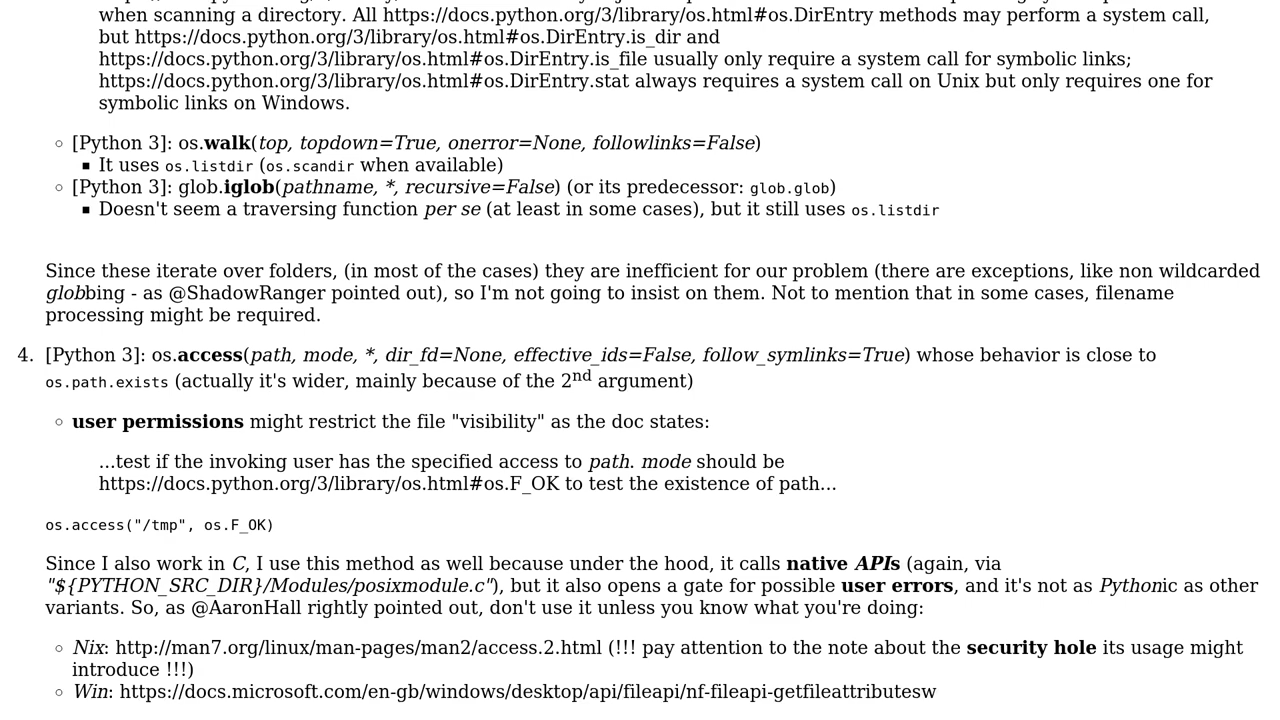 when scanning a directory. All https://docs.python.org/3/library/os.html#os.DirEntry methods may perform a system call,
but https://docs.python.org/3/library/os.html#os.DirEntry.is_dir and
https://docs.python.org/3/library/os.html#os.DirEntry.is_file usually only require a system call for symbolic links;
https://docs.python.org/3/library/os.html#os.DirEntry.stat always requires a system call on Unix but only requires one for
symbolic links on Windows.
◦ [Python 3]: os.walk(top, topdown=True, onerror=None, followlinks=False)
▪ It uses os.listdir (os.scandir when available)
◦ [Python 3]: glob.iglob(pathname, *, recursive=False) (or its predecessor: glob.glob)
▪ Doesn't seem a traversing function per se (at least in some cases), but it still uses os.listdir
Since these iterate over folders, (in most of the cases) they are inefficient for our problem (there are exceptions, like non wildcarded
globbing - as @ShadowRanger pointed out), so I'm not going to insist on them. Not to mention that in some cases, filename
processing might be required.
4. [Python 3]: os.access(path, mode, *, dir_fd=None, effective_ids=False, follow_symlinks=True) whose behavior is close to
os.path.exists (actually it's wider, mainly because of the 2nd argument)
◦ user permissions might restrict the file "visibility" as the doc states:
...test if the invoking user has the specified access to path. mode should be
https://docs.python.org/3/library/os.html#os.F_OK to test the existence of path...
os.access("/tmp", os.F_OK)
Since I also work in C, I use this method as well because under the hood, it calls native APIs (again, via
"${PYTHON_SRC_DIR}/Modules/posixmodule.c"), but it also opens a gate for possible user errors, and it's not as Pythonic as other
variants. So, as @AaronHall rightly pointed out, don't use it unless you know what you're doing:
◦ Nix: http://man7.org/linux/man-pages/man2/access.2.html (!!! pay attention to the note about the security hole its usage might
introduce !!!)
◦ Win: https://docs.microsoft.com/en-gb/windows/desktop/api/fileapi/nf-fileapi-getfileattributesw